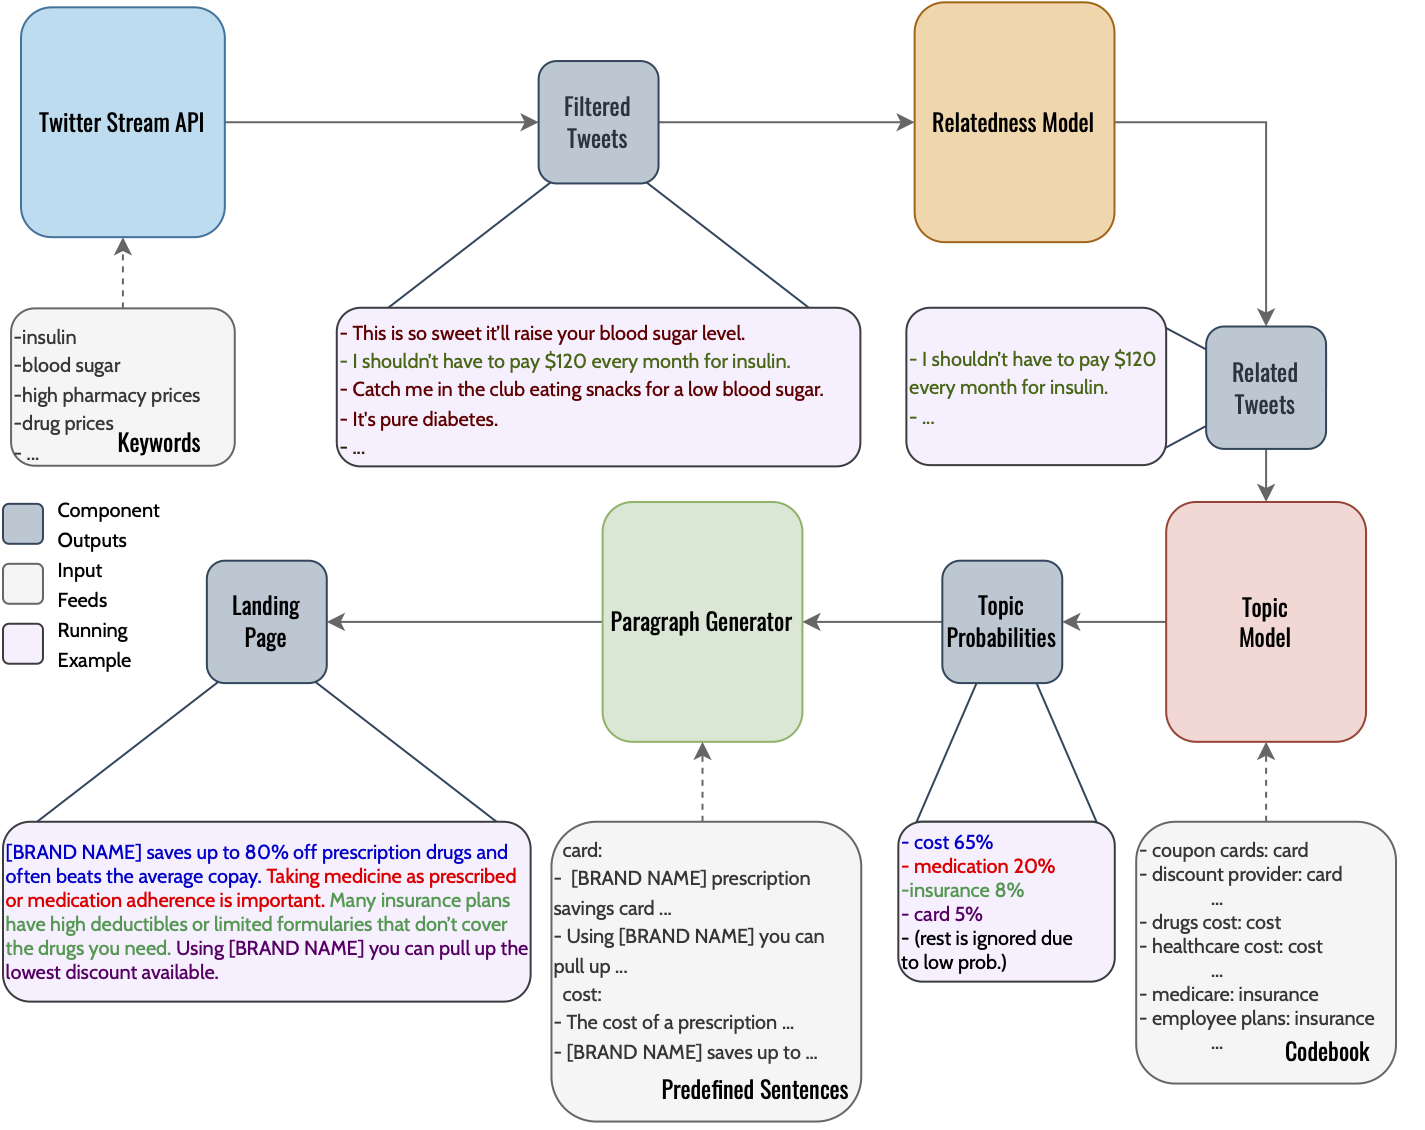 Twitter Stream API
Filtered
Tweets
Relatedness Model
-insulin
-blood sugar
-high pharmacy prices
-drug prices
- ...
Keywords
- This is so sweet it'll raise your blood sugar level.
- I shouldn't have to pay $120 every month for insulin.
- Catch me in the club eating snacks for a low blood sugar.
- It's pure diabetes.
- ...
- I shouldn't have to pay $120
every month for insulin.
- ...
Related
Tweets
Component
Outputs
Input
Feeds
Running
Example
Landing
Page
Paragraph Generator
Topic
Probabilities
Topic
Model
[BRAND NAME] saves up to 80% off prescription drugs and
often beats the average copay. Taking medicine as prescribed
or medication adherence is important. Many insurance plans
have high deductibles or limited formularies that don't cover
the drugs you need. Using [BRAND NAME] you can pull up the
lowest discount available.
card:
- [BRAND NAME] prescription
savings card ...
- Using [BRAND NAME] you can
pull up ...
cost:
- The cost of a prescription ...
- [BRAND NAME] saves up to ...
Predefined Sentences
- cost 65%
- medication 20%
-insurance 8%
- card 5%
- (rest is ignored due
to low prob.)
- coupon cards: card
- discount provider: card
...
- drugs cost: cost
- healthcare cost: cost
...
- medicare: insurance
- employee plans: insurance
...
Codebook